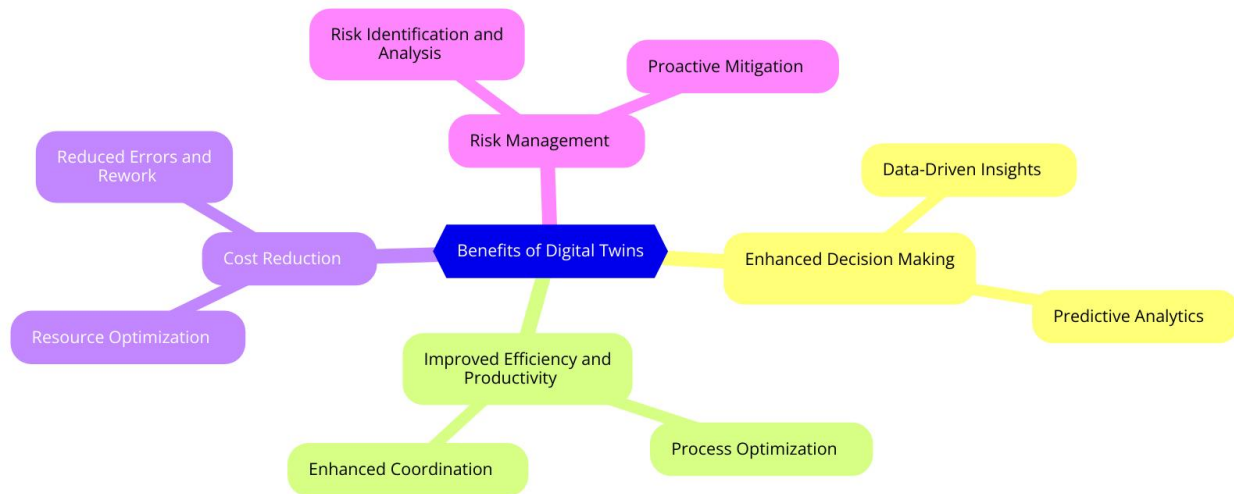 Risk Identification and
Analysis
Proactive Mitigation
Risk Management
Reduced Errors and
Rework
Data-Driven Insights
Cost Reduction
Benefits of Digital Twins
Enhanced Decision Making
Resource Optimization
Predictive Analytics
Improved Efficiency and
Productivity
Enhanced Coordination
Process Optimization